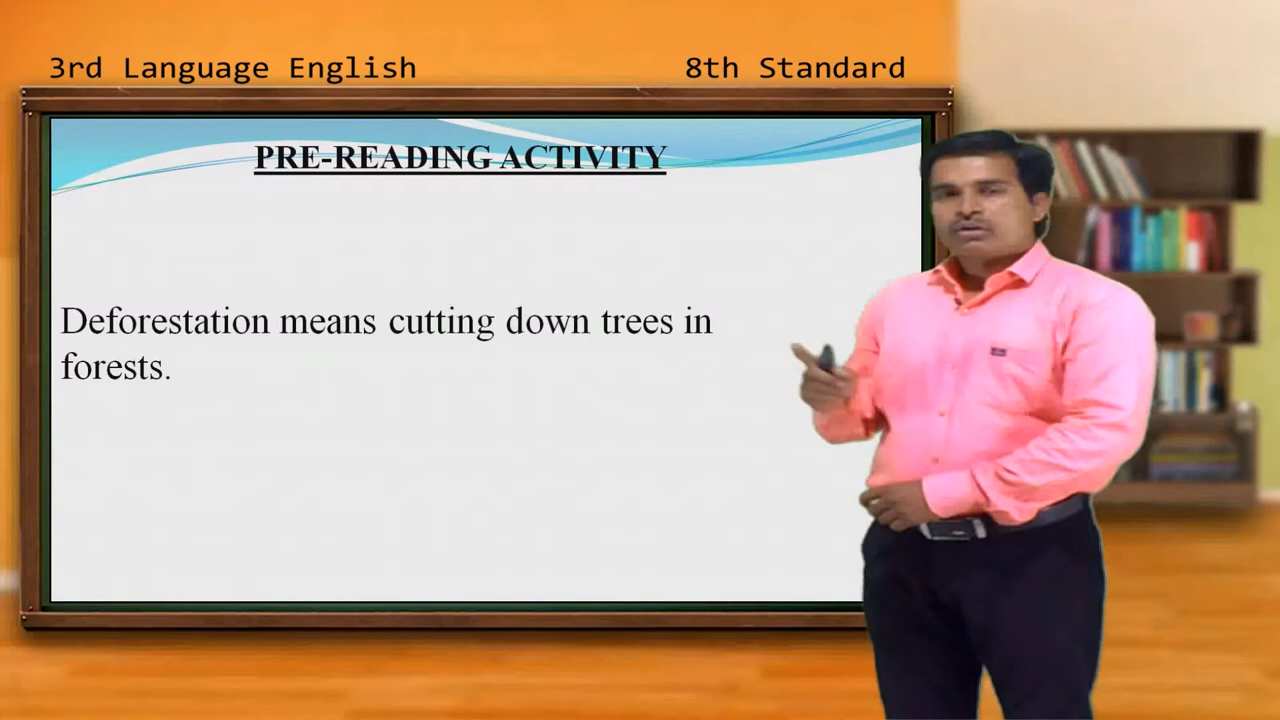 3rd Language English 8th Standard
PRE-READING ACTIVITY
Deforestation means cutting down trees in
forests.